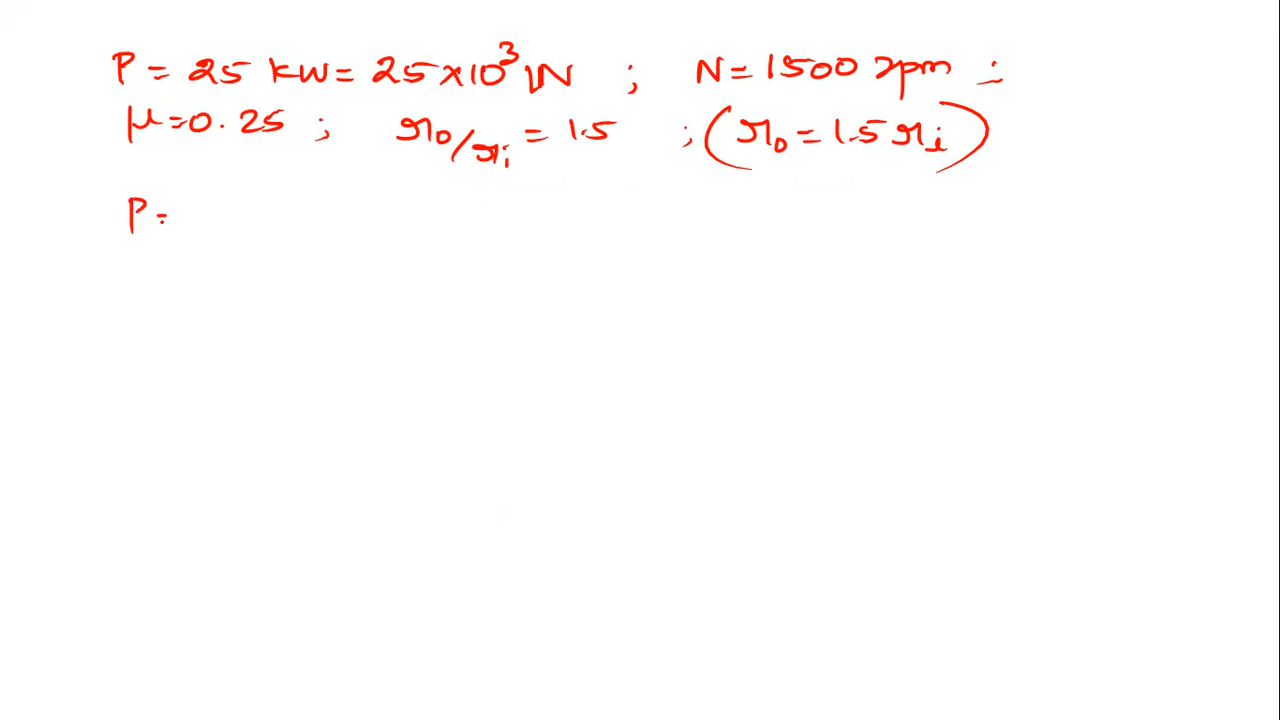 P = 25 KW = 25×10³ W ; N = 1500 rpm ;
μ = 0.25 ; r₀/rᵢ = 1.5 ; (r₀ = 1.5 rᵢ)
P =